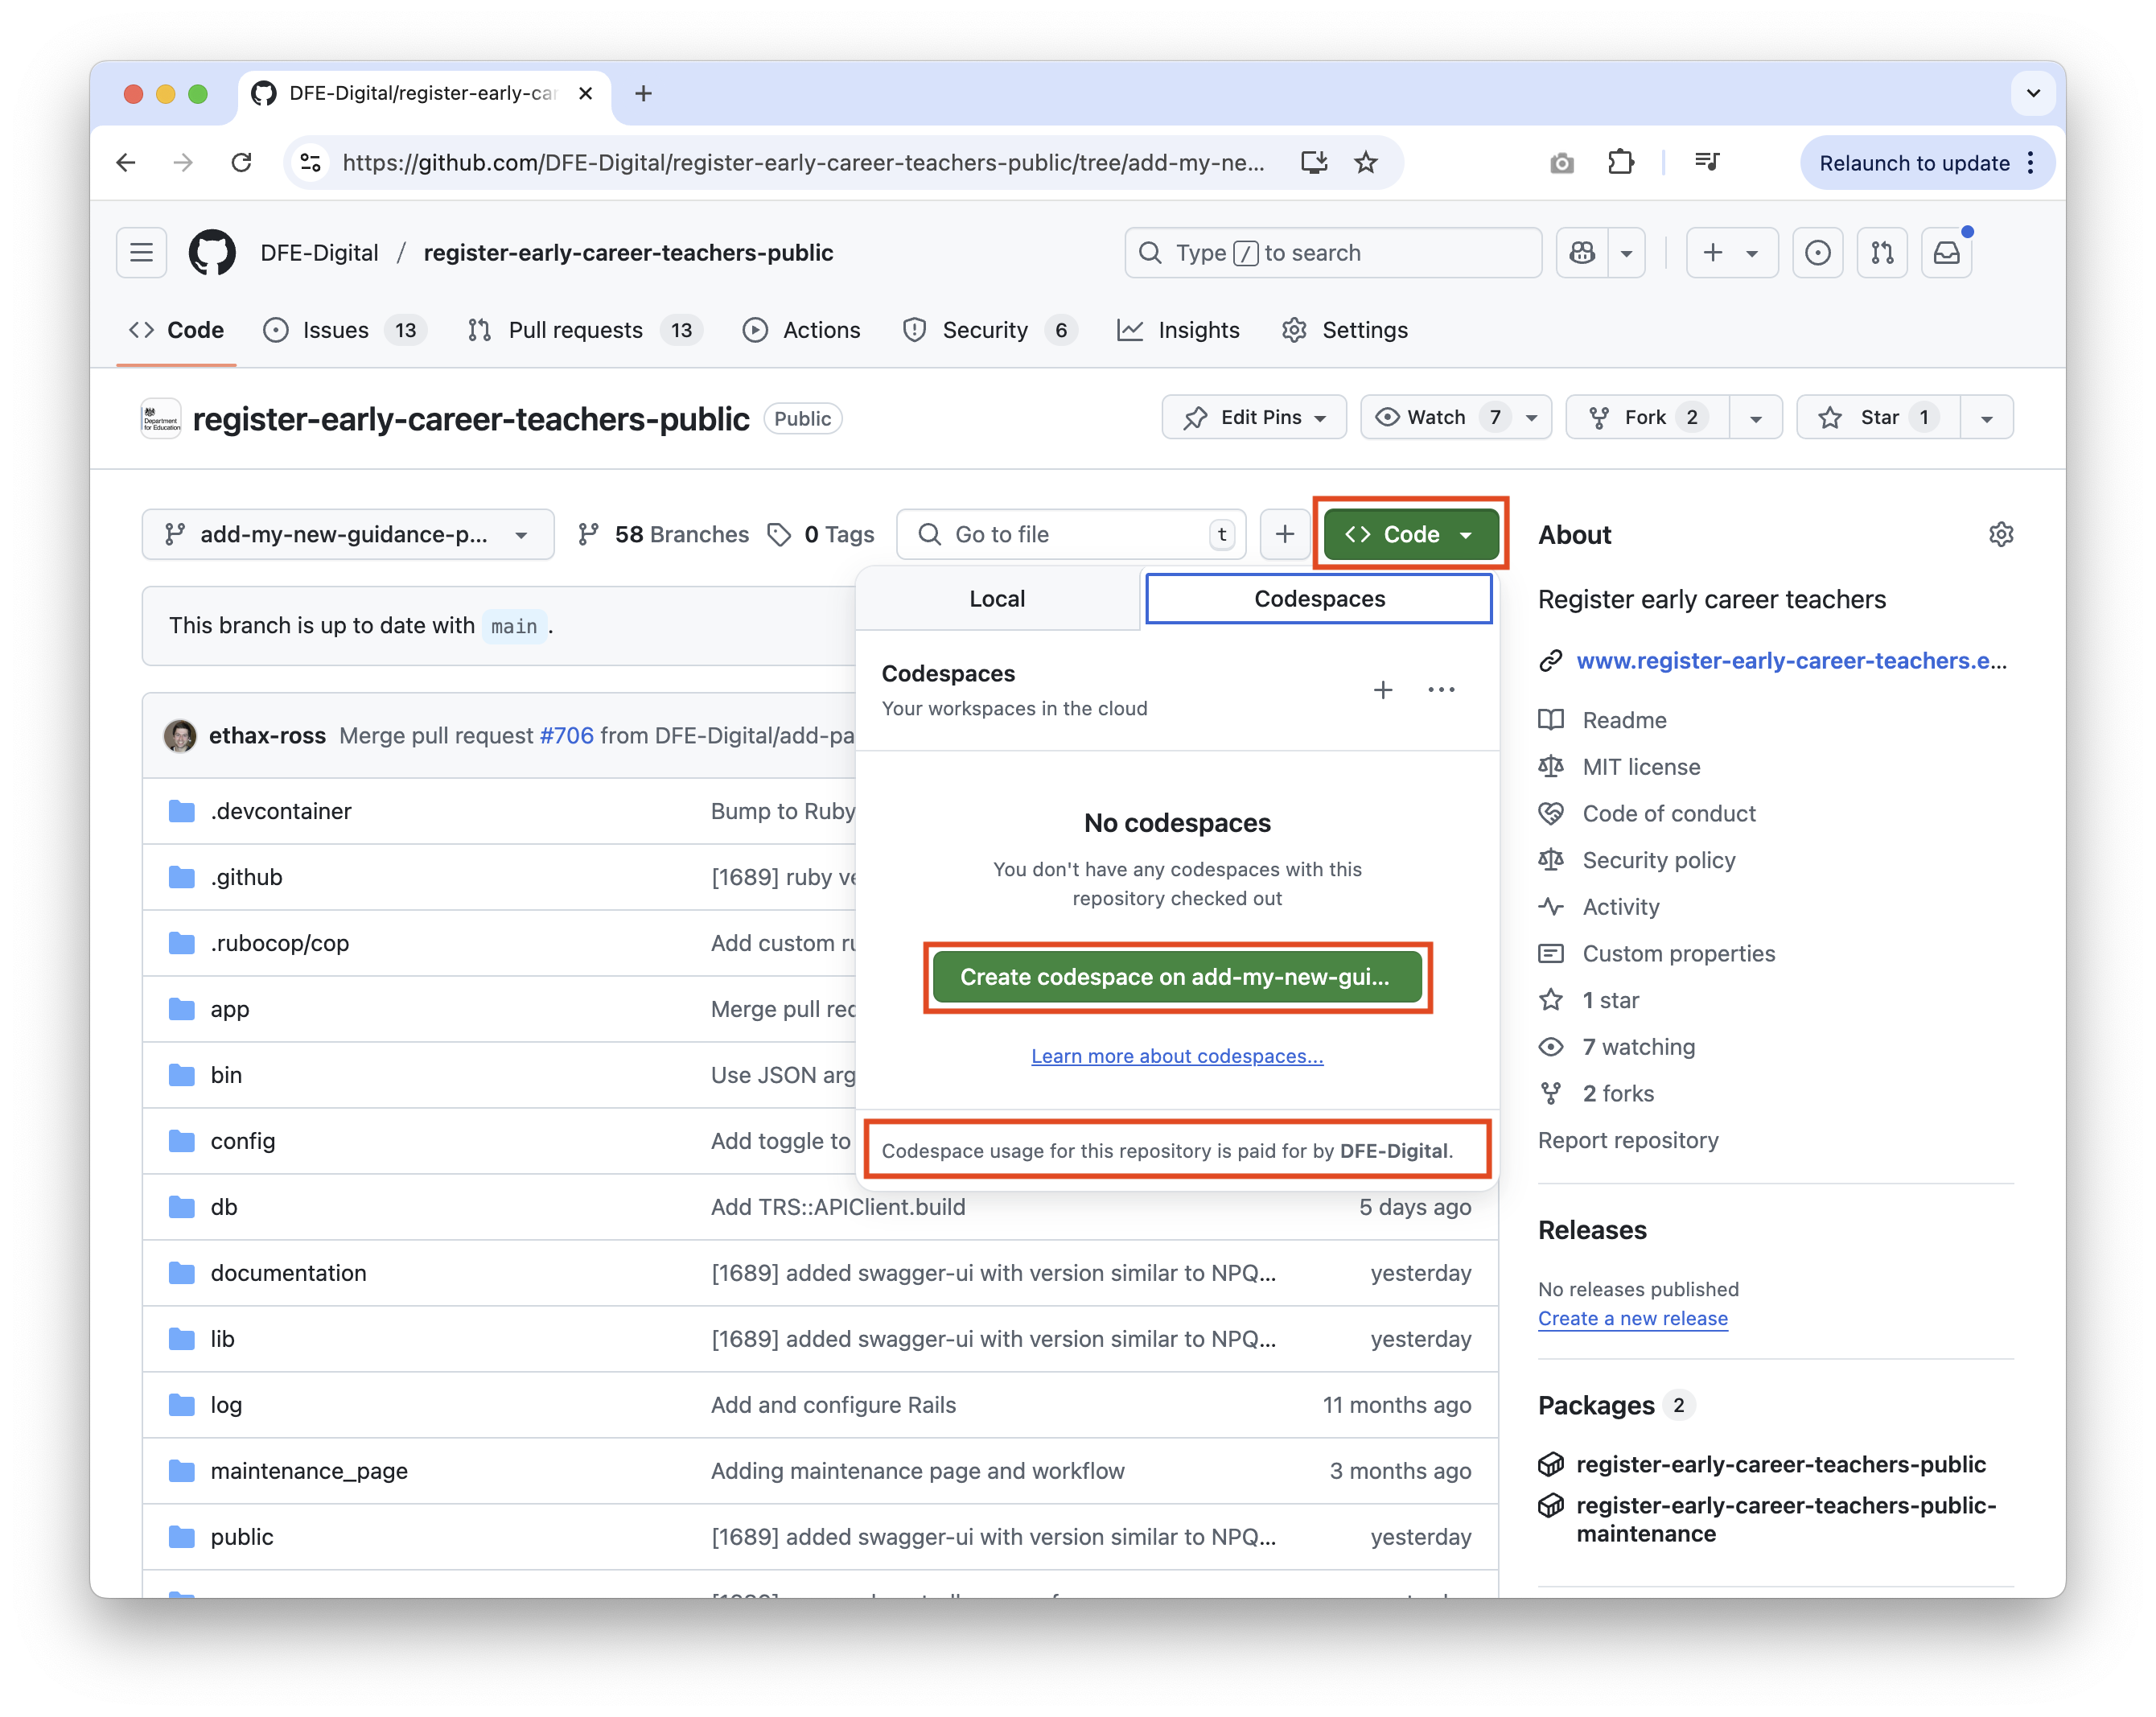 DFE-Digital/register-early-car
https://github.com/DFE-Digital/register-early-career-teachers-public/tree/add-my-ne...
Relaunch to update
DFE-Digital / register-early-career-teachers-public
Type / to search
Code
Issues 13
Pull requests 13
Actions
Security 6
Insights
Settings
Department for Education
register-early-career-teachers-public Public
Edit Pins
Watch 7
Fork 2
Star 1
add-my-new-guidance-p...
58 Branches
0 Tags
Go to file t
Code
This branch is up to date with main.
Local
Codespaces
Codespaces
Your workspaces in the cloud
No codespaces
You don't have any codespaces with this
repository checked out
Create codespace on add-my-new-gui...
Learn more about codespaces...
Codespace usage for this repository is paid for by DFE-Digital.
ethax-ross Merge pull request #706 from DFE-Digital/add-pa
.devcontainer Bump to Ruby
.github [1689] ruby ve
.rubocop/cop Add custom ru
app Merge pull rec
bin Use JSON arg
config Add toggle to
db Add TRS::APIClient.build 5 days ago
documentation [1689] added swagger-ui with version similar to NPQ... yesterday
lib [1689] added swagger-ui with version similar to NPQ... yesterday
log Add and configure Rails 11 months ago
maintenance_page Adding maintenance page and workflow 3 months ago
public [1689] added swagger-ui with version similar to NPQ... yesterday
About
Register early career teachers
www.register-early-career-teachers.e...
Readme
MIT license
Code of conduct
Security policy
Activity
Custom properties
1 star
7 watching
2 forks
Report repository
Releases
No releases published
Create a new release
Packages 2
register-early-career-teachers-public
register-early-career-teachers-public-
maintenance